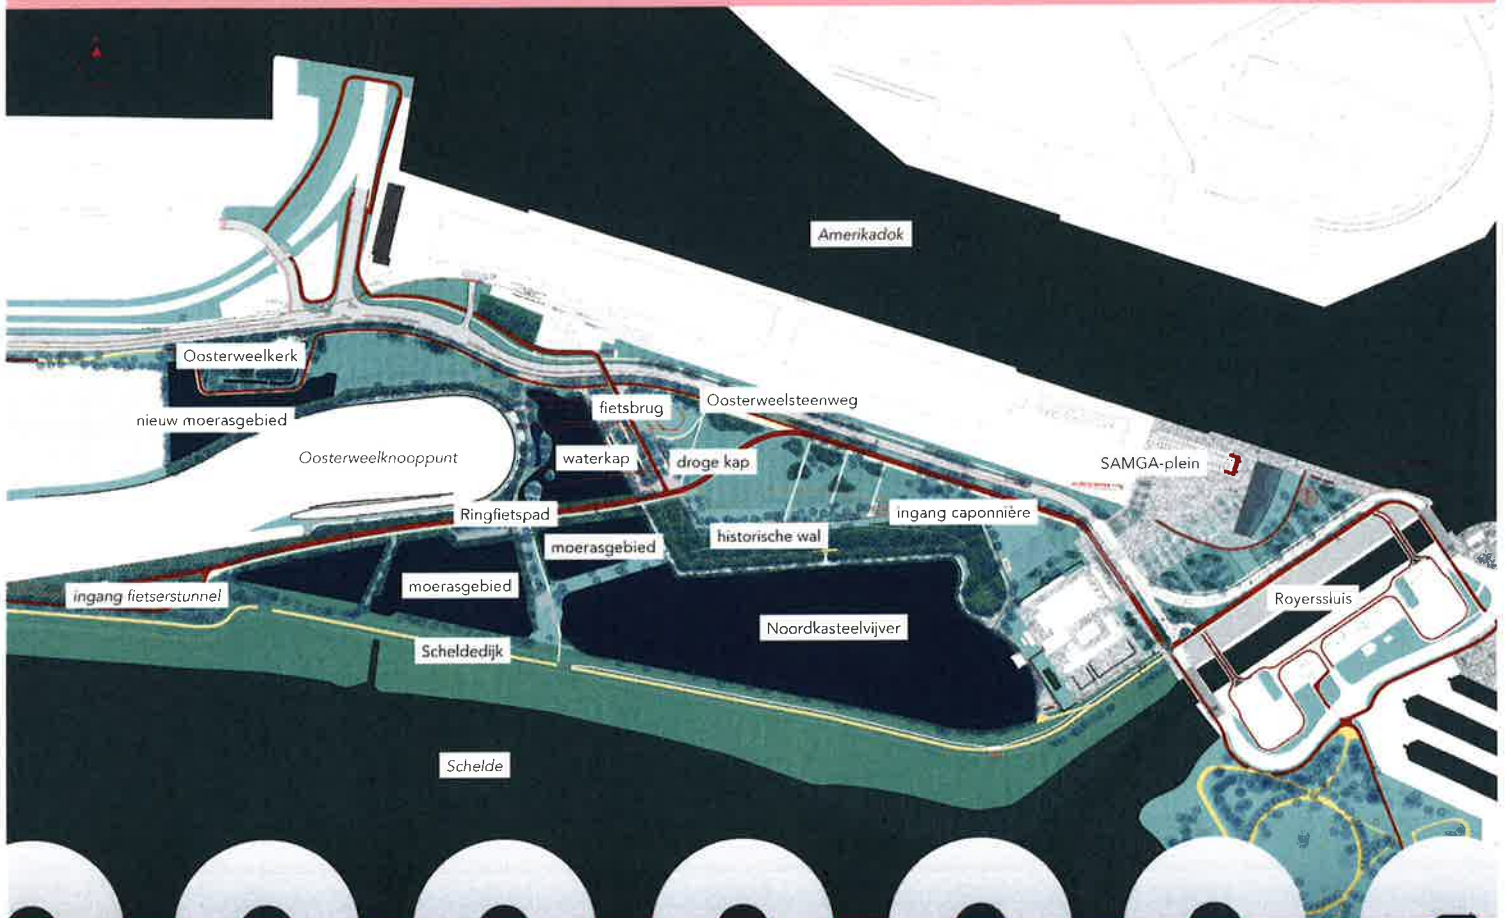 Amerikadok
Oosterweelkerk
nieuw moerasgebied
Oosterweelknooppunt
fietsbrug
Oosterweelsteenweg
waterkap
droge kap
SAMGA-plein
Ringfietspad
ingang caponnière
moerasgebied
historische wal
moerasgebied
ingang fietserstunnel
Noordkasteelvijver
Royerssluis
Scheldedijk
Schelde